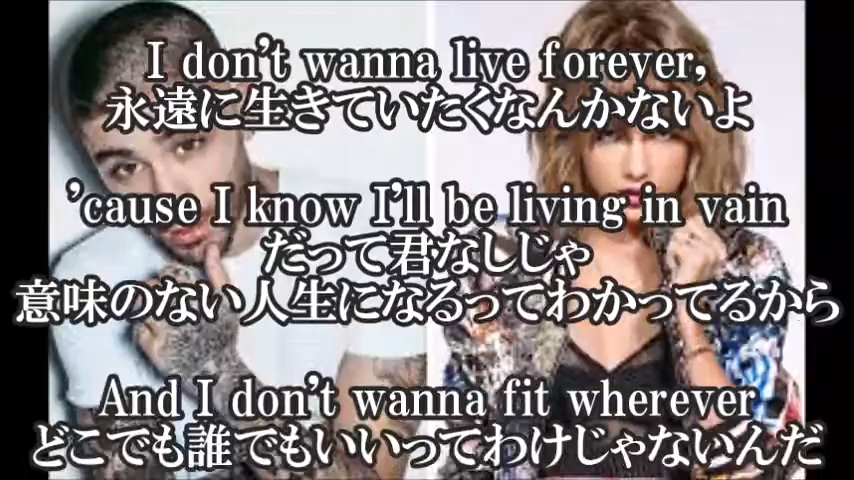 I don't wanna live forever,
永遠に生きていたくなんかないよ
'cause I know I'll be living in vain
だって君なしじゃ
意味のない人生になるってわかってるから
And I don't wanna fit wherever
どこでも誰でもいいってわけじゃないんだ